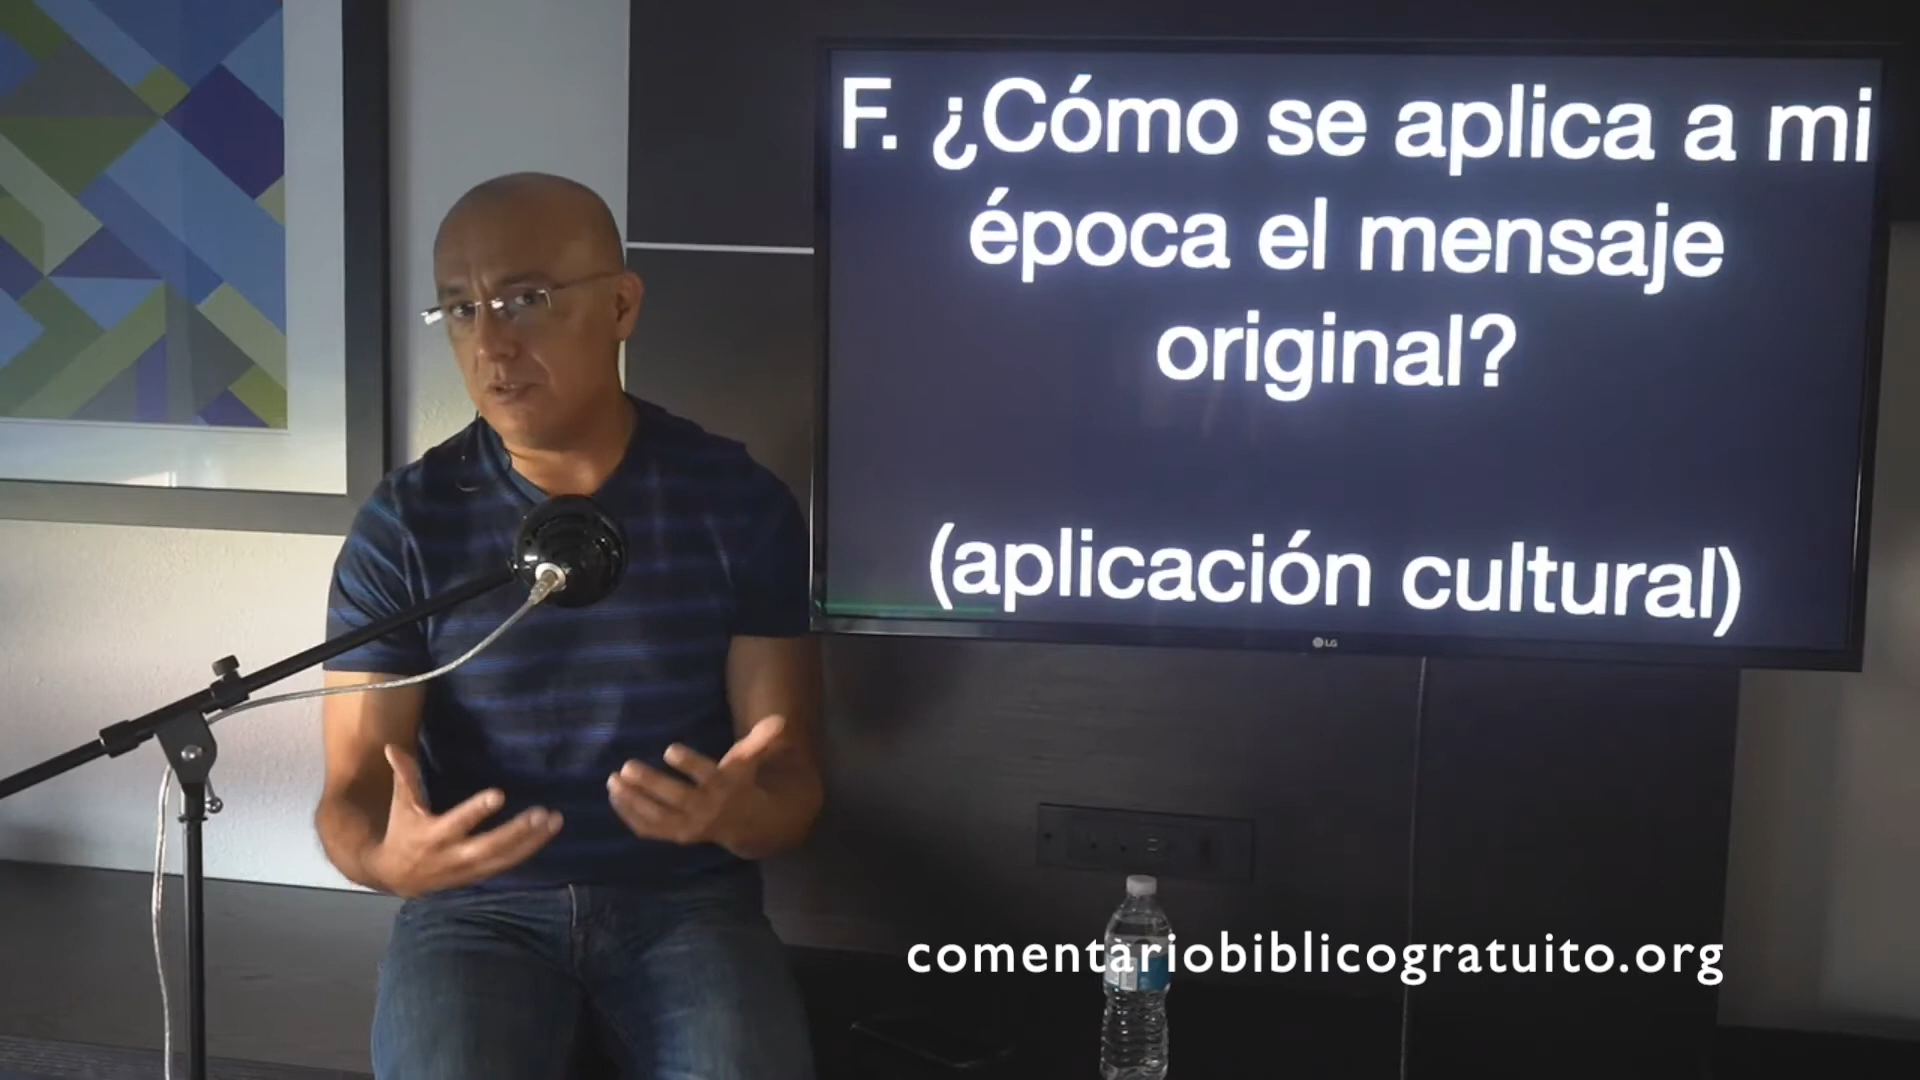 F. ¿Cómo se aplica a mi
época el mensaje
original?
(aplicación cultural)
LG
comentariobiblicogratuito.org